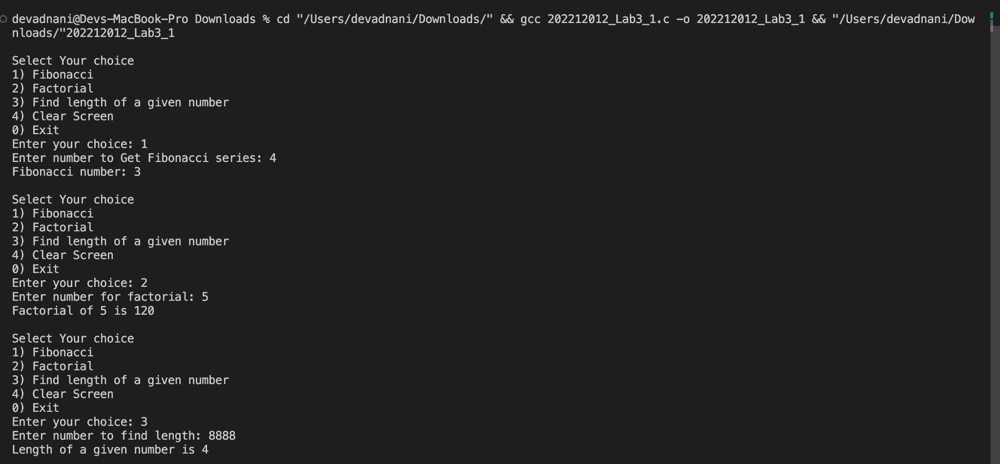 devadnani@Devs-MacBook-Pro Downloads % cd "/Users/devadnani/Downloads/" && gcc 202212012_Lab3_1.c -o 202212012_Lab3_1 && "/Users/devadnani/Dow
nloads/"202212012_Lab3_1

Select Your choice
1) Fibonacci
2) Factorial
3) Find length of a given number
4) Clear Screen
0) Exit
Enter your choice: 1
Enter number to Get Fibonacci series: 4
Fibonacci number: 3

Select Your choice
1) Fibonacci
2) Factorial
3) Find length of a given number
4) Clear Screen
0) Exit
Enter your choice: 2
Enter number for factorial: 5
Factorial of 5 is 120

Select Your choice
1) Fibonacci
2) Factorial
3) Find length of a given number
4) Clear Screen
0) Exit
Enter your choice: 3
Enter number to find length: 8888
Length of a given number is 4